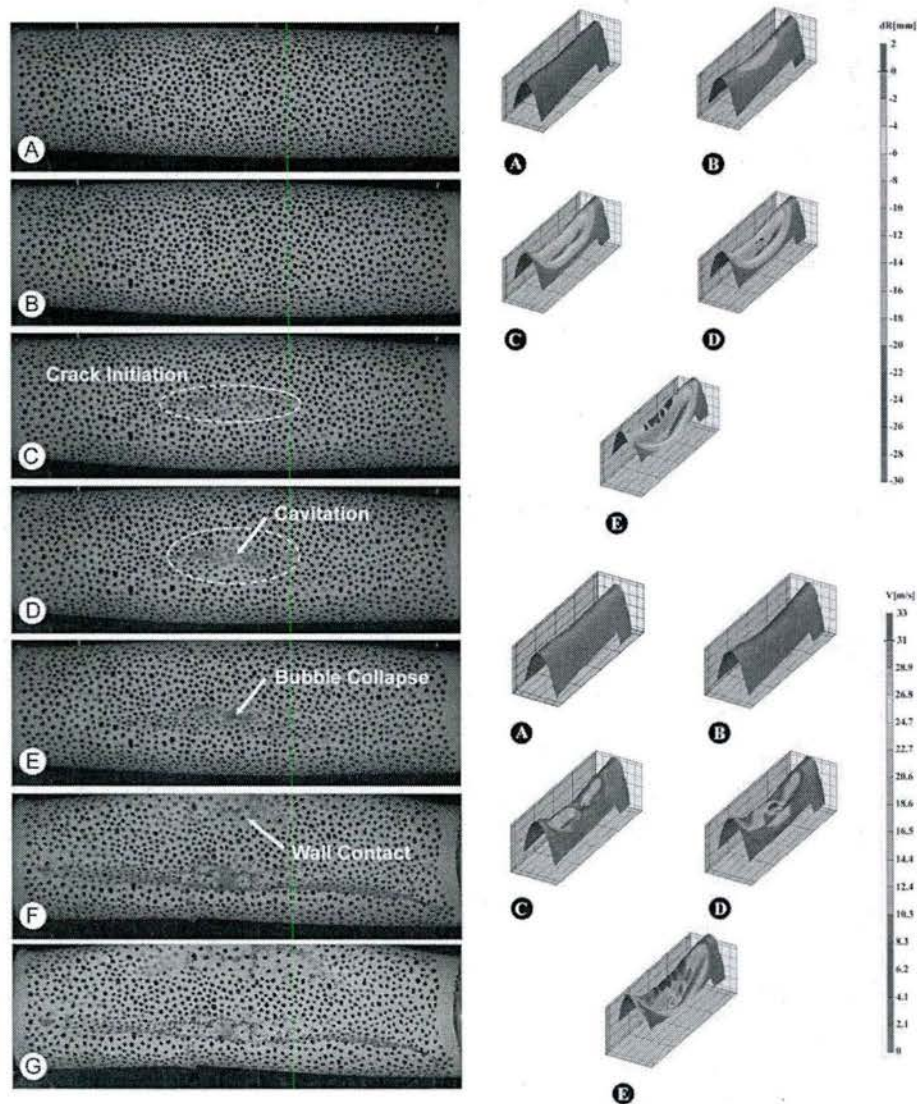 A
B
Crack Initiation
C
Cavitation
D
Bubble Collapse
E
Wall Contact
F
G
A
B
C
D
E
dR[mm]
2
0
-2
-4
-6
-8
-10
-12
-14
-16
-18
-20
-22
-24
-26
-28
-30
A
B
C
D
E
V[m/s]
33
31
28.9
26.8
24.7
22.7
20.6
18.6
16.5
14.4
12.4
10.3
8.3
6.2
4.1
2.1
0